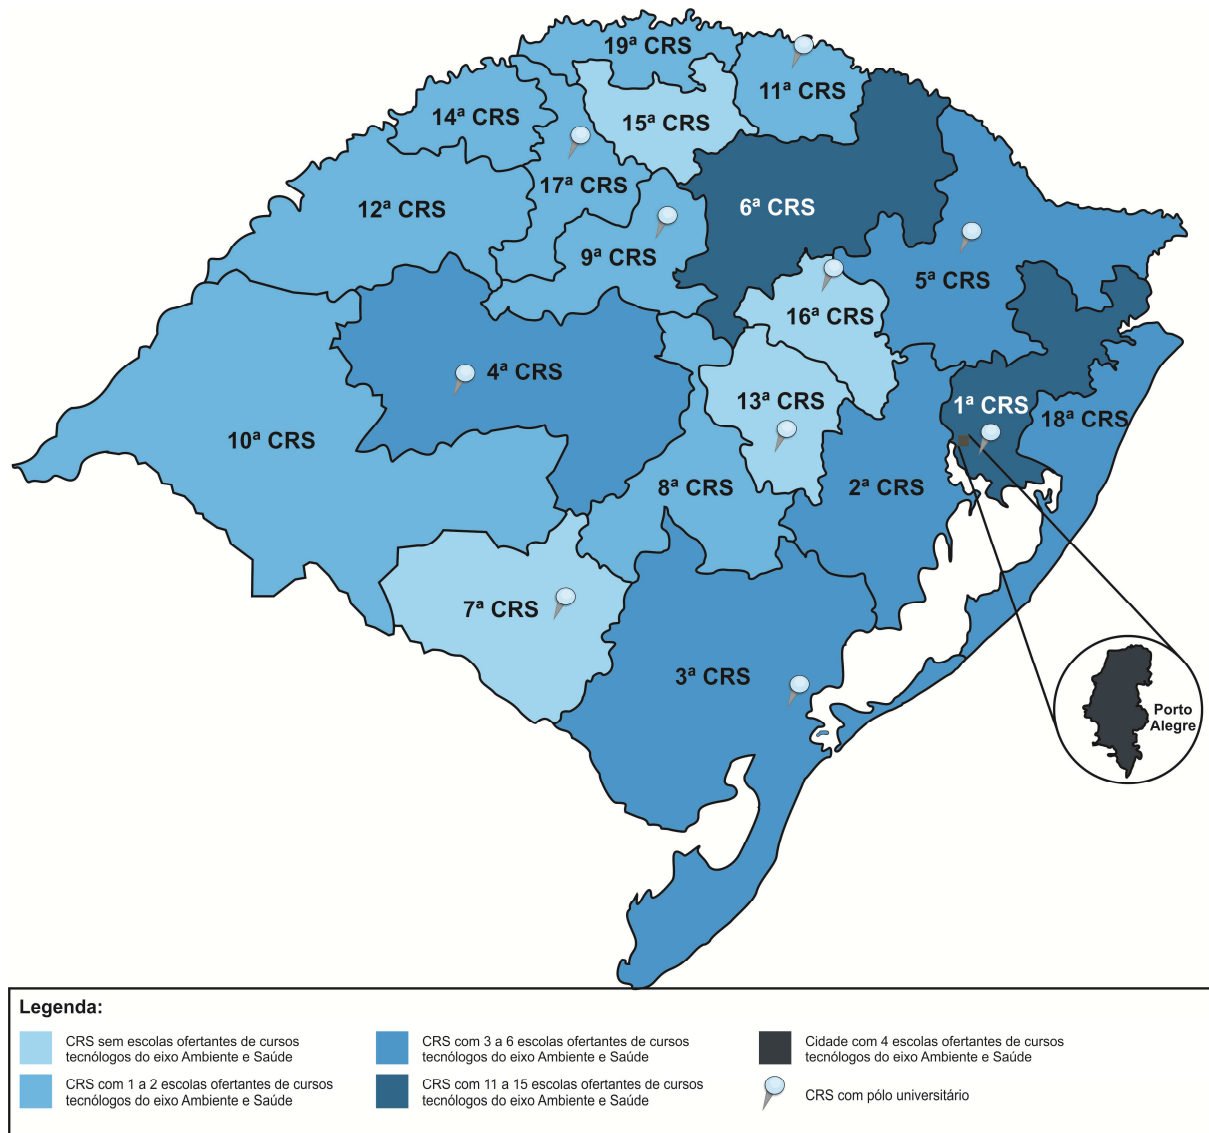 19ª CRS
11ª CRS
14ª CRS
15ª CRS
17ª CRS
12ª CRS
6ª CRS
9ª CRS
5ª CRS
16ª CRS
4ª CRS
13ª CRS
1ª CRS
18ª CRS
10ª CRS
8ª CRS
2ª CRS
7ª CRS
3ª CRS
Porto
Alegre
Legenda:
CRS sem escolas ofertantes de cursos
tecnólogos do eixo Ambiente e Saúde
CRS com 1 a 2 escolas ofertantes de cursos
tecnólogos do eixo Ambiente e Saúde
CRS com 3 a 6 escolas ofertantes de cursos
tecnólogos do eixo Ambiente e Saúde
CRS com 11 a 15 escolas ofertantes de cursos
tecnólogos do eixo Ambiente e Saúde
Cidade com 4 escolas ofertantes de cursos
tecnólogos do eixo Ambiente e Saúde
CRS com pólo universitário